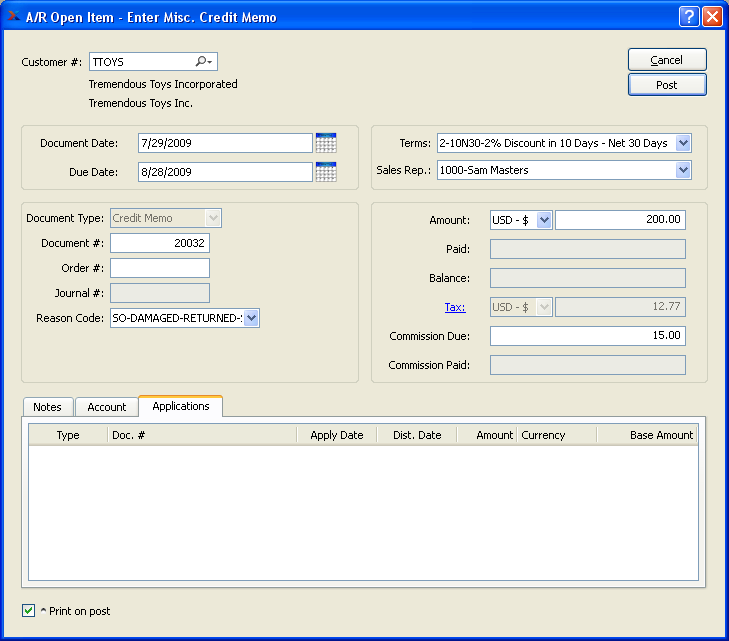 A/R Open Item - Enter Misc. Credit Memo
Customer #: TTOYS
Tremendous Toys Incorporated
Tremendous Toys Inc.
Cancel
Post
Document Date: 7/29/2009
Due Date: 8/28/2009
Terms: 2-10N30-2% Discount in 10 Days - Net 30 Days
Sales Rep.: 1000-Sam Masters
Document Type: Credit Memo
Document #: 20032
Order #:
Journal #:
Reason Code: SO-DAMAGED-RETURNED-
Amount: USD - $ 200.00
Paid:
Balance:
Tax: USD - $ 12.77
Commission Due: 15.00
Commission Paid:
Notes Account Applications
Type Doc. # Apply Date Dist. Date Amount Currency Base Amount
^ Print on post